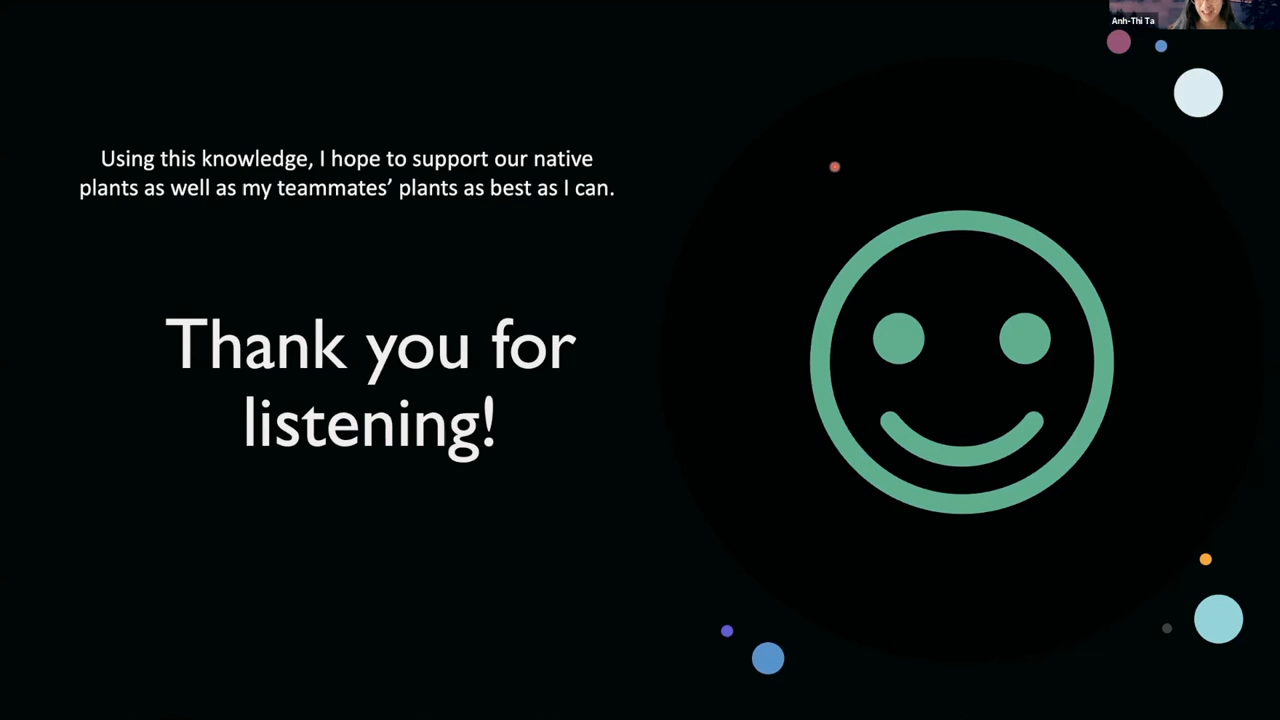 Anh-Thi Ta
Using this knowledge, I hope to support our native
plants as well as my teammates’ plants as best as I can.
Thank you for
listening!